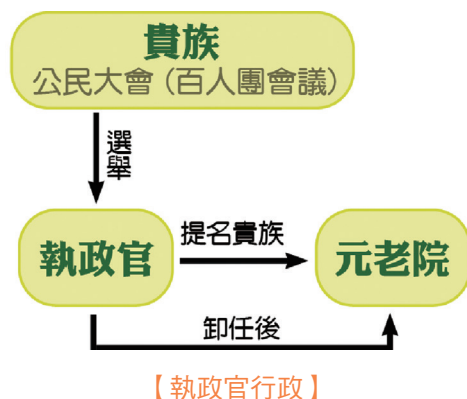 貴族
公民大會（百人團會議）
選舉
執政官
提名貴族
元老院
卸任後
【執政官行政】